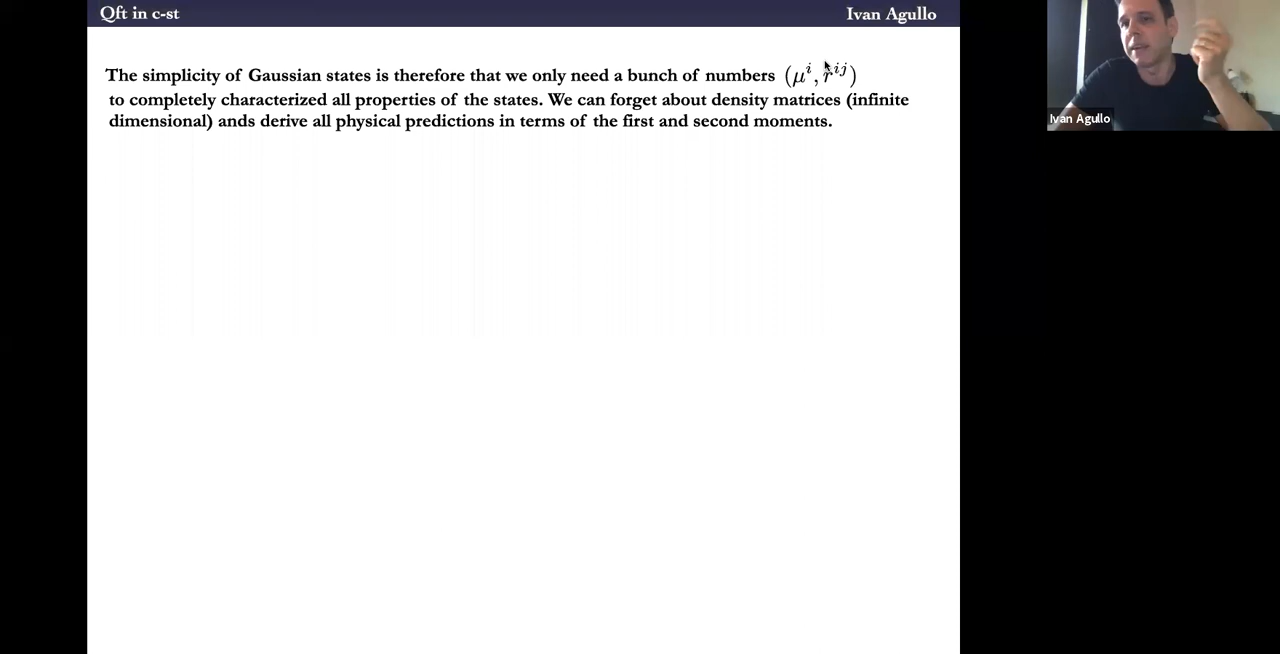 Qft in c-st
Ivan Agullo
The simplicity of Gaussian states is therefore that we only need a bunch of numbers (μ^i, r^ij)
to completely characterized all properties of the states. We can forget about density matrices (infinite
dimensional) ands derive all physical predictions in terms of the first and second moments.
Ivan Agullo